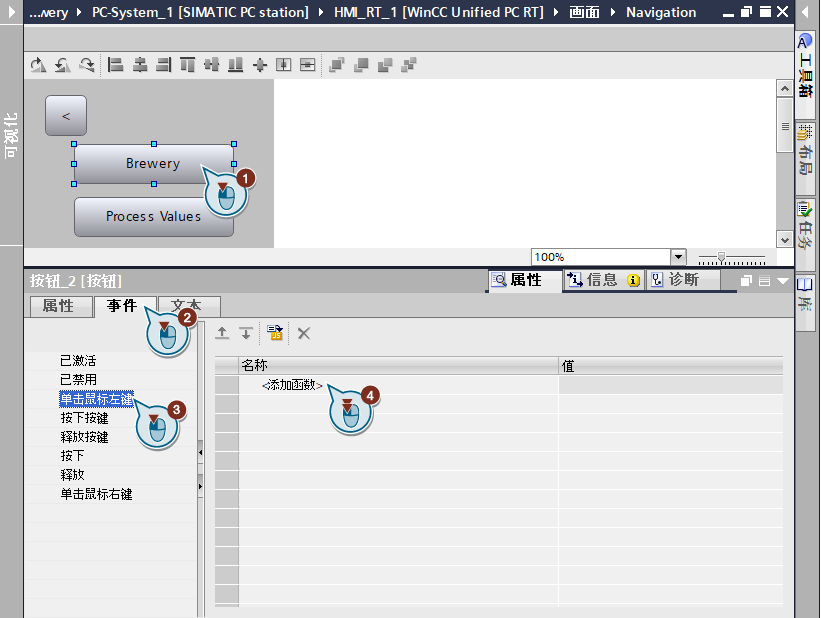 ...wery ▸ PC-System_1 [SIMATIC PC station] ▸ HMI_RT_1 [WinCC Unified PC RT] ▸ 画面 ▸ Navigation
项目树
<
Brewery
1
Process Values
100%
工具箱
布局
任务
库
按钮_2 [按钮]
属性
信息
诊断
属性
事件
文本
2
已激活
已禁用
单击鼠标左键
3
按下按键
释放按键
按下
释放
单击鼠标右键
名称
值
<添加函数>
4